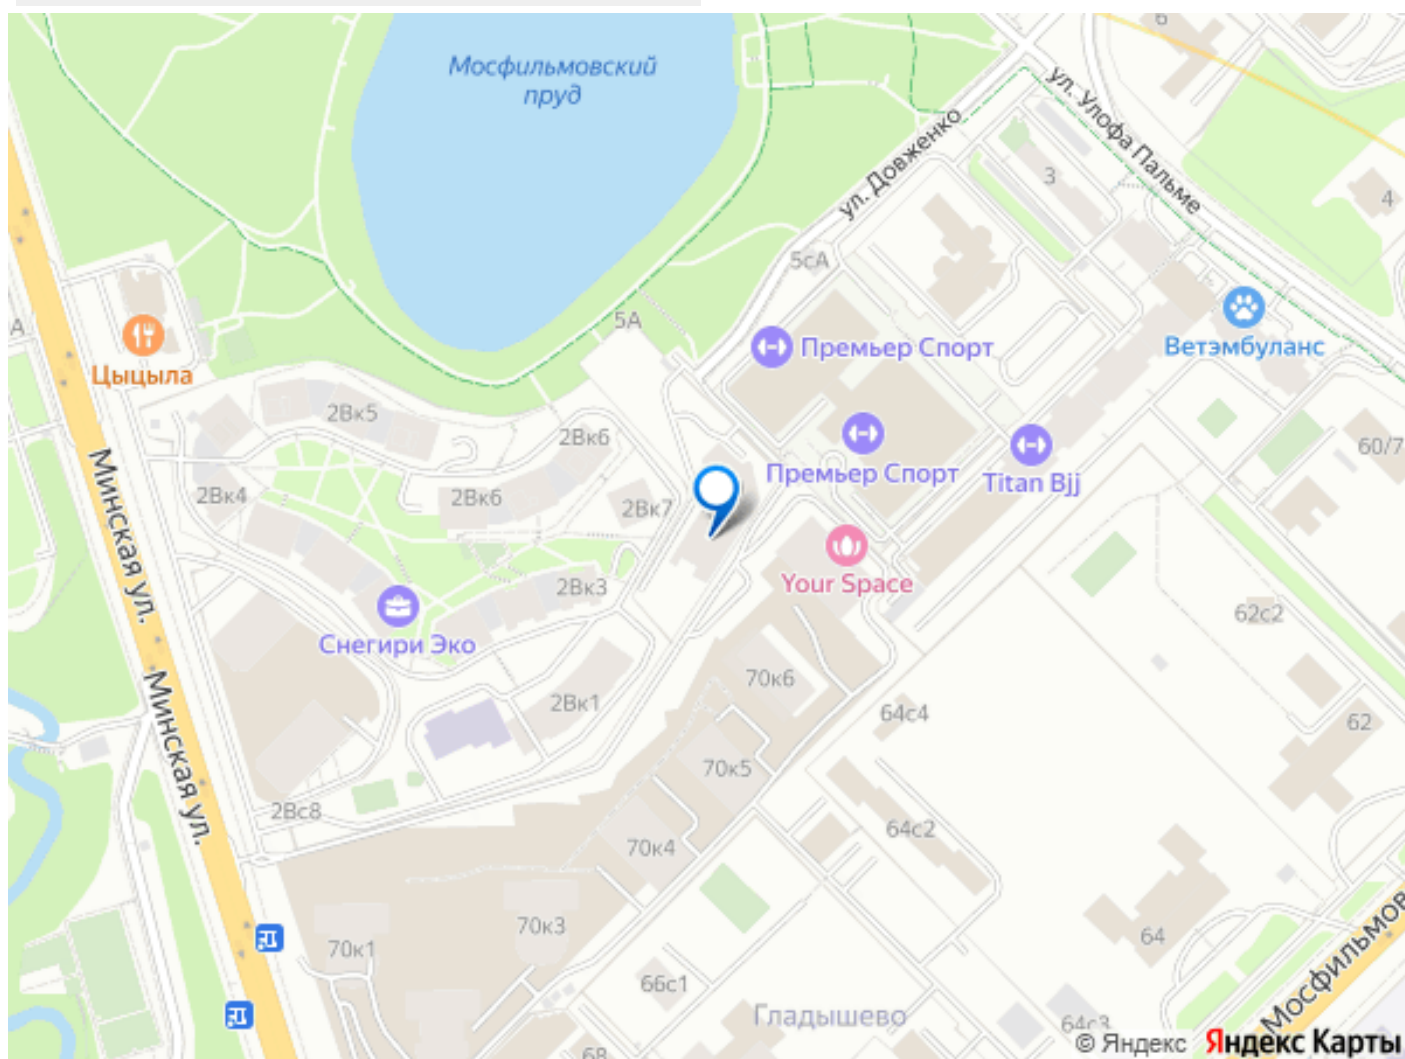 Мосфильмовский
пруд
6
ул. Довженко
ул. Улофа Пальме
3
4
5сА
А
5А
Цыцыла
Премьер Спорт
Ветэмбуланс
2Вк5
2Вк6
60/7
Премьер Спорт
Titan Bjj
2Вк4
2Вк6
2Вк7
Минская ул.
Your Space
2Вк3
62с2
Снегири Эко
70к6
2Вк1
64с4
62
Минская ул.
70к5
2Вс8
64с2
70к4
70к3
70к1
64
66с1
Мосфильмов
Гладышево
64с3
68
© Яндекс Яндекс Карты